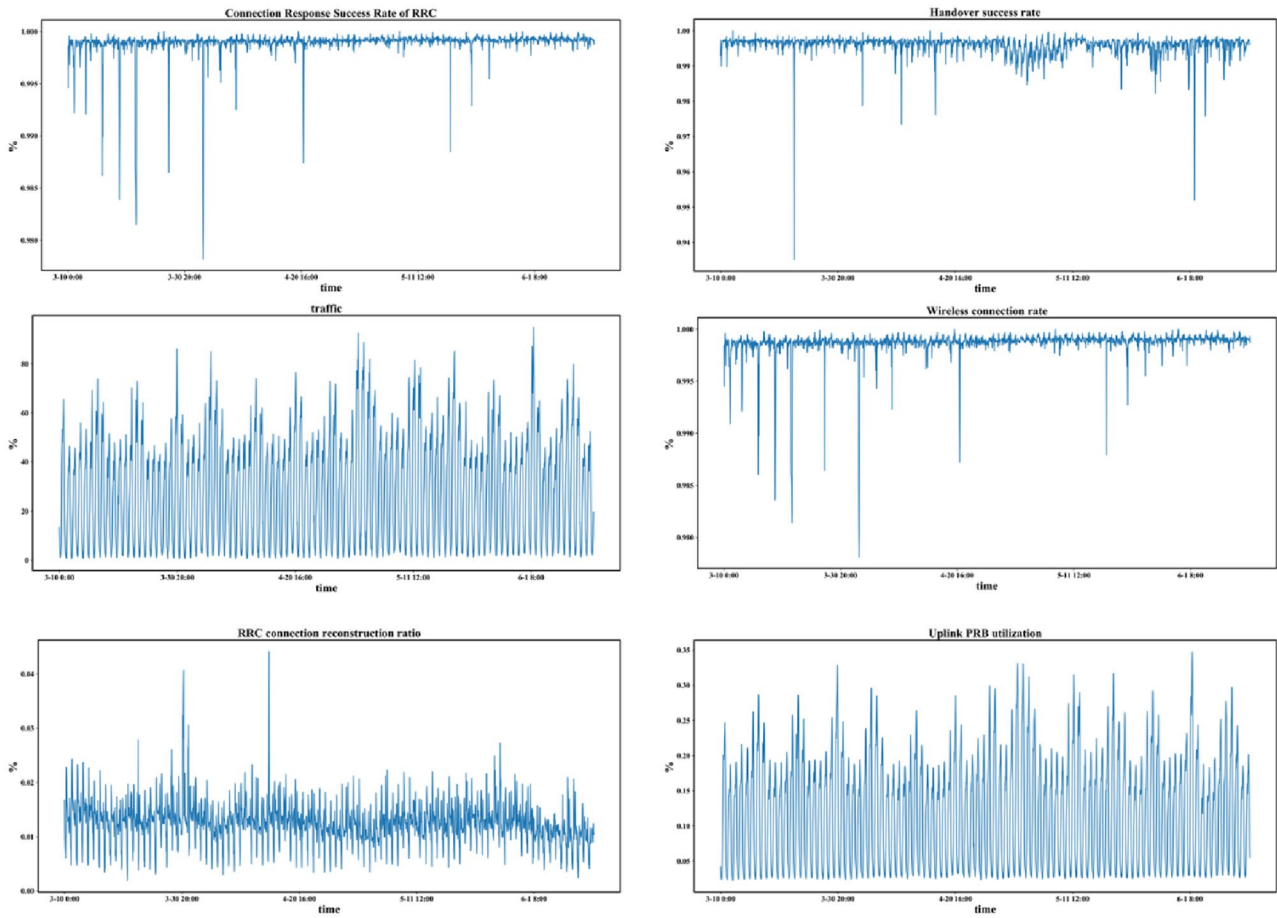 Connection Response Success Rate of RRC
1.000
0.995
0.990
0.985
0.980
%
3-10 0:00 3-30 20:00 4-20 16:00 5-11 12:00 6-1 8:00
time
Handover success rate
1.00
0.99
0.98
0.97
0.96
0.95
0.94
%
3-10 0:00 3-30 20:00 4-20 16:00 5-11 12:00 6-1 8:00
time
traffic
80
60
40
20
0
%
3-10 0:00 3-30 20:00 4-20 16:00 5-11 12:00 6-1 8:00
time
Wireless connection rate
1.000
0.995
0.990
0.985
0.980
%
3-10 0:00 3-30 20:00 4-20 16:00 5-11 12:00 6-1 8:00
time
RRC connection reconstruction ratio
0.04
0.03
0.02
0.01
0.00
%
3-10 0:00 3-30 20:00 4-20 16:00 5-11 12:00 6-1 8:00
time
Uplink PRB utilization
0.35
0.30
0.25
0.20
0.15
0.10
0.05
%
3-10 0:00 3-30 20:00 4-20 16:00 5-11 12:00 6-1 8:00
time